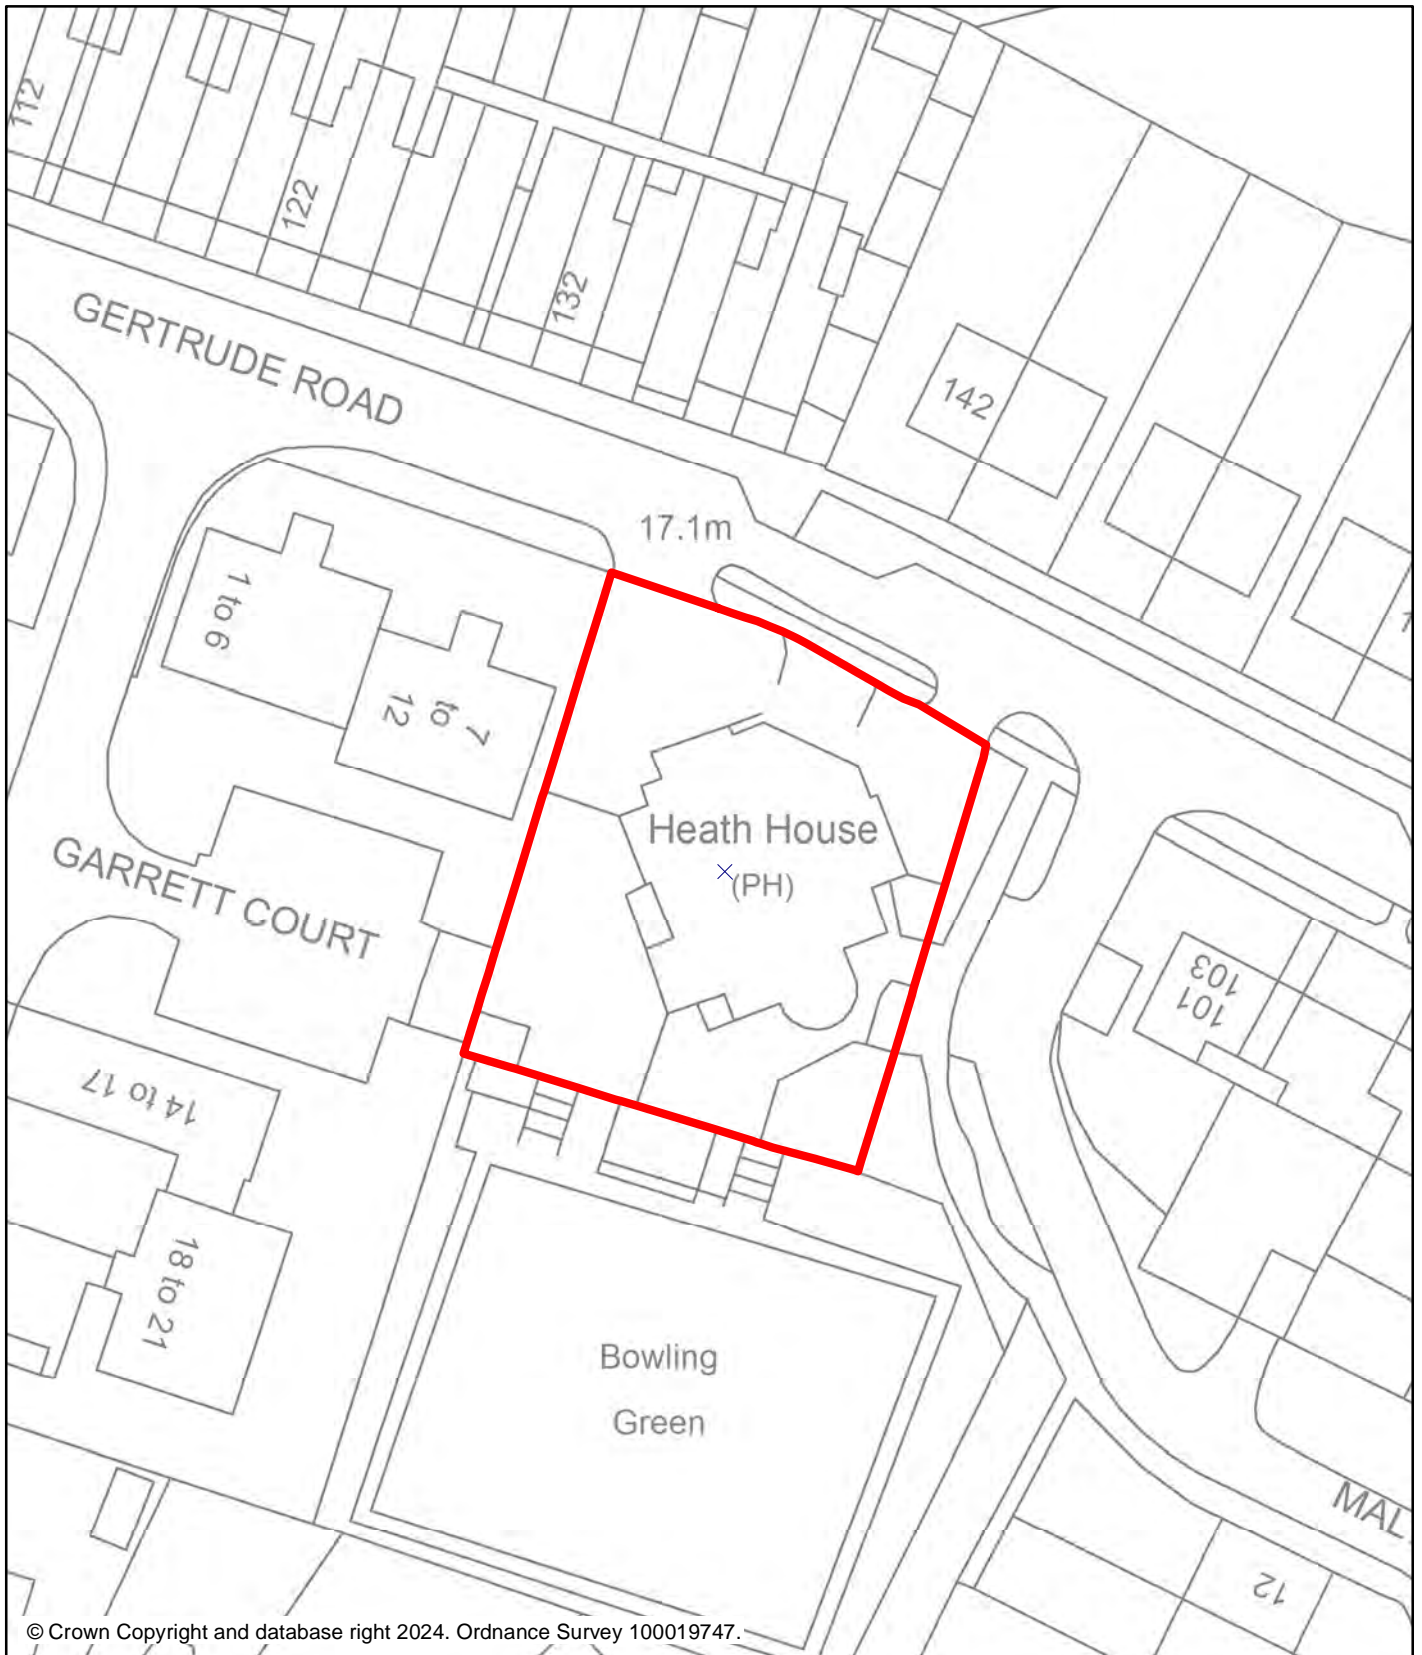 112
122
132
142
GERTRUDE ROAD
17.1m
1 to 6
7
to
12
Heath House
(PH)
GARRETT COURT
103
101
14 to 17
18 to 21
Bowling
Green
MAL
12
© Crown Copyright and database right 2024. Ordnance Survey 100019747.